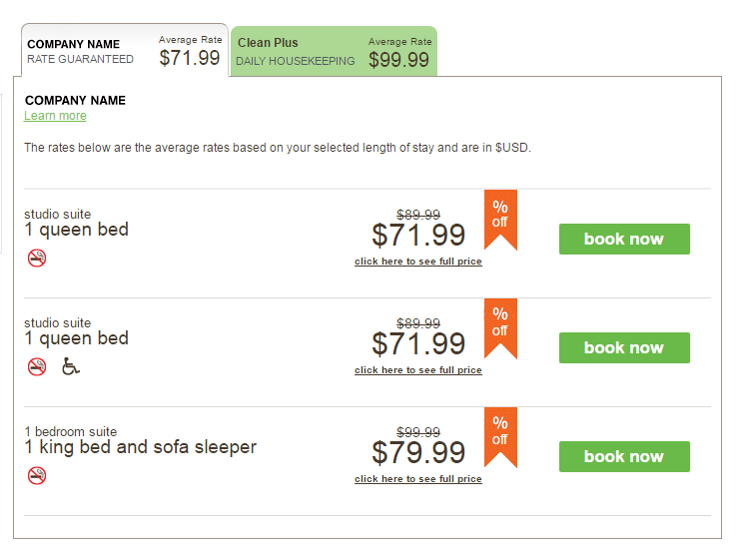 COMPANY NAME
RATE GUARANTEED
Average Rate
$71.99
Clean Plus
DAILY HOUSEKEEPING
Average Rate
$99.99
COMPANY NAME
Learn more
The rates below are the average rates based on your selected length of stay and are in $USD.
studio suite
1 queen bed
$89.99
$71.99
click here to see full price
%
off
book now
studio suite
1 queen bed
$89.99
$71.99
click here to see full price
%
off
book now
1 bedroom suite
1 king bed and sofa sleeper
$99.99
$79.99
click here to see full price
%
off
book now